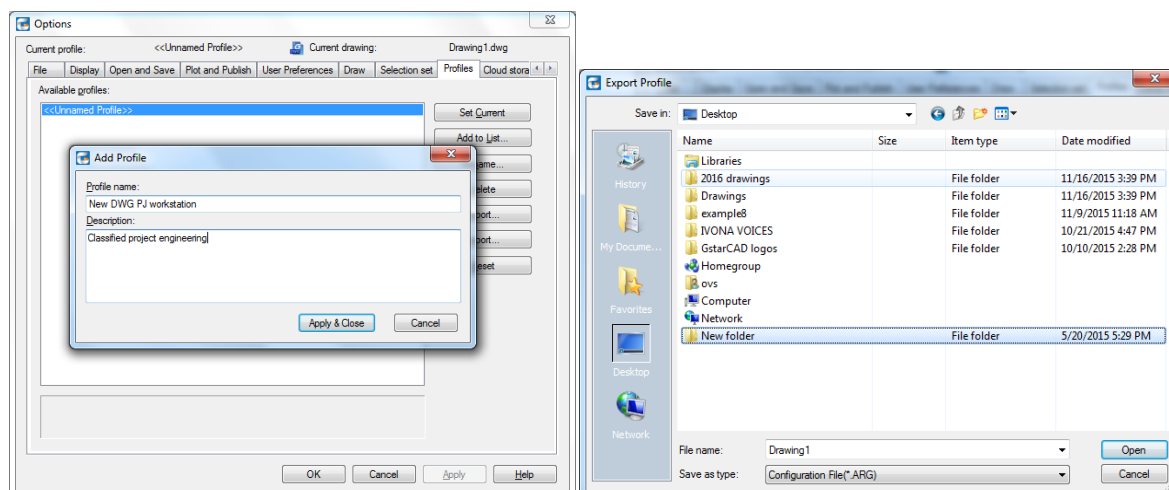 Options
Current profile: <<Unnamed Profile>> Current drawing: Drawing1.dwg
File Display Open and Save Plot and Publish User Preferences Draw Selection set Profiles Cloud stora
Available profiles:
<<Unnamed Profile>>
Set Current
Add to List...
ame...
elete
port...
port...
eset
Add Profile
Profile name:
New DWG PJ workstation
Description:
Classified project engineering
Apply & Close Cancel
OK Cancel Apply Help
Export Profile
Save in: Desktop
Name Size Item type Date modified
Libraries
2016 drawings File folder 11/16/2015 3:39 PM
Drawings File folder 11/16/2015 3:39 PM
example8 File folder 11/9/2015 11:18 AM
IVONA VOICES File folder 10/21/2015 4:47 PM
GstarCAD logos File folder 10/10/2015 2:28 PM
Homegroup
ovs
Computer
Network
New folder File folder 5/20/2015 5:29 PM
History
My Docume...
Favorites
Desktop
Network
File name: Drawing1 Open
Save as type: Configuration File(*.ARG) Cancel